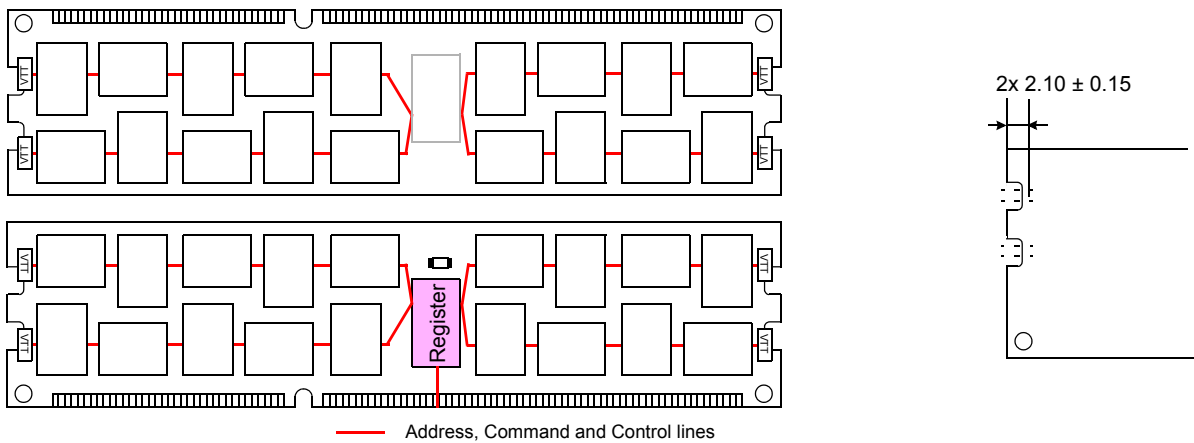 VTT
VTT
VTT
VTT
2x 2.10 ± 0.15
VTT
VTT
Register
VTT
VTT
Address, Command and Control lines